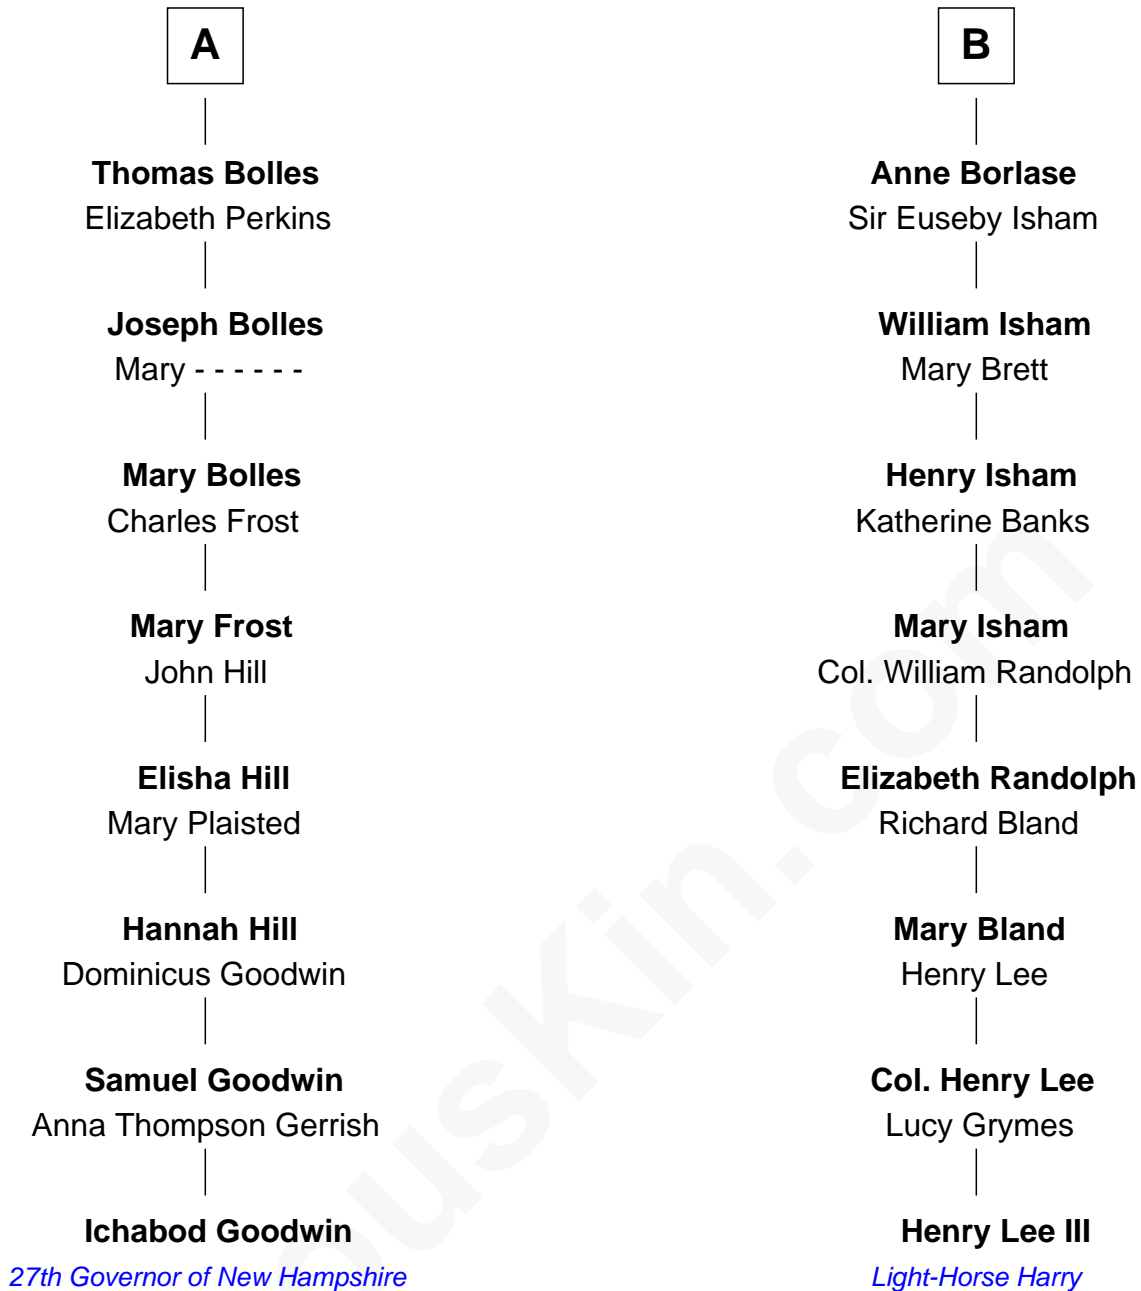 A
Thomas Bolles
Elizabeth Perkins
Joseph Bolles
Mary - - - - - -
Mary Bolles
Charles Frost
Mary Frost
John Hill
Elisha Hill
Mary Plaisted
Hannah Hill
Dominicus Goodwin
Samuel Goodwin
Anna Thompson Gerrish
Ichabod Goodwin
27th Governor of New Hampshire
B
Anne Borlase
Sir Euseby Isham
William Isham
Mary Brett
Henry Isham
Katherine Banks
Mary Isham
Col. William Randolph
Elizabeth Randolph
Richard Bland
Mary Bland
Henry Lee
Col. Henry Lee
Lucy Grymes
Henry Lee III
Light-Horse Harry
ousKin.com